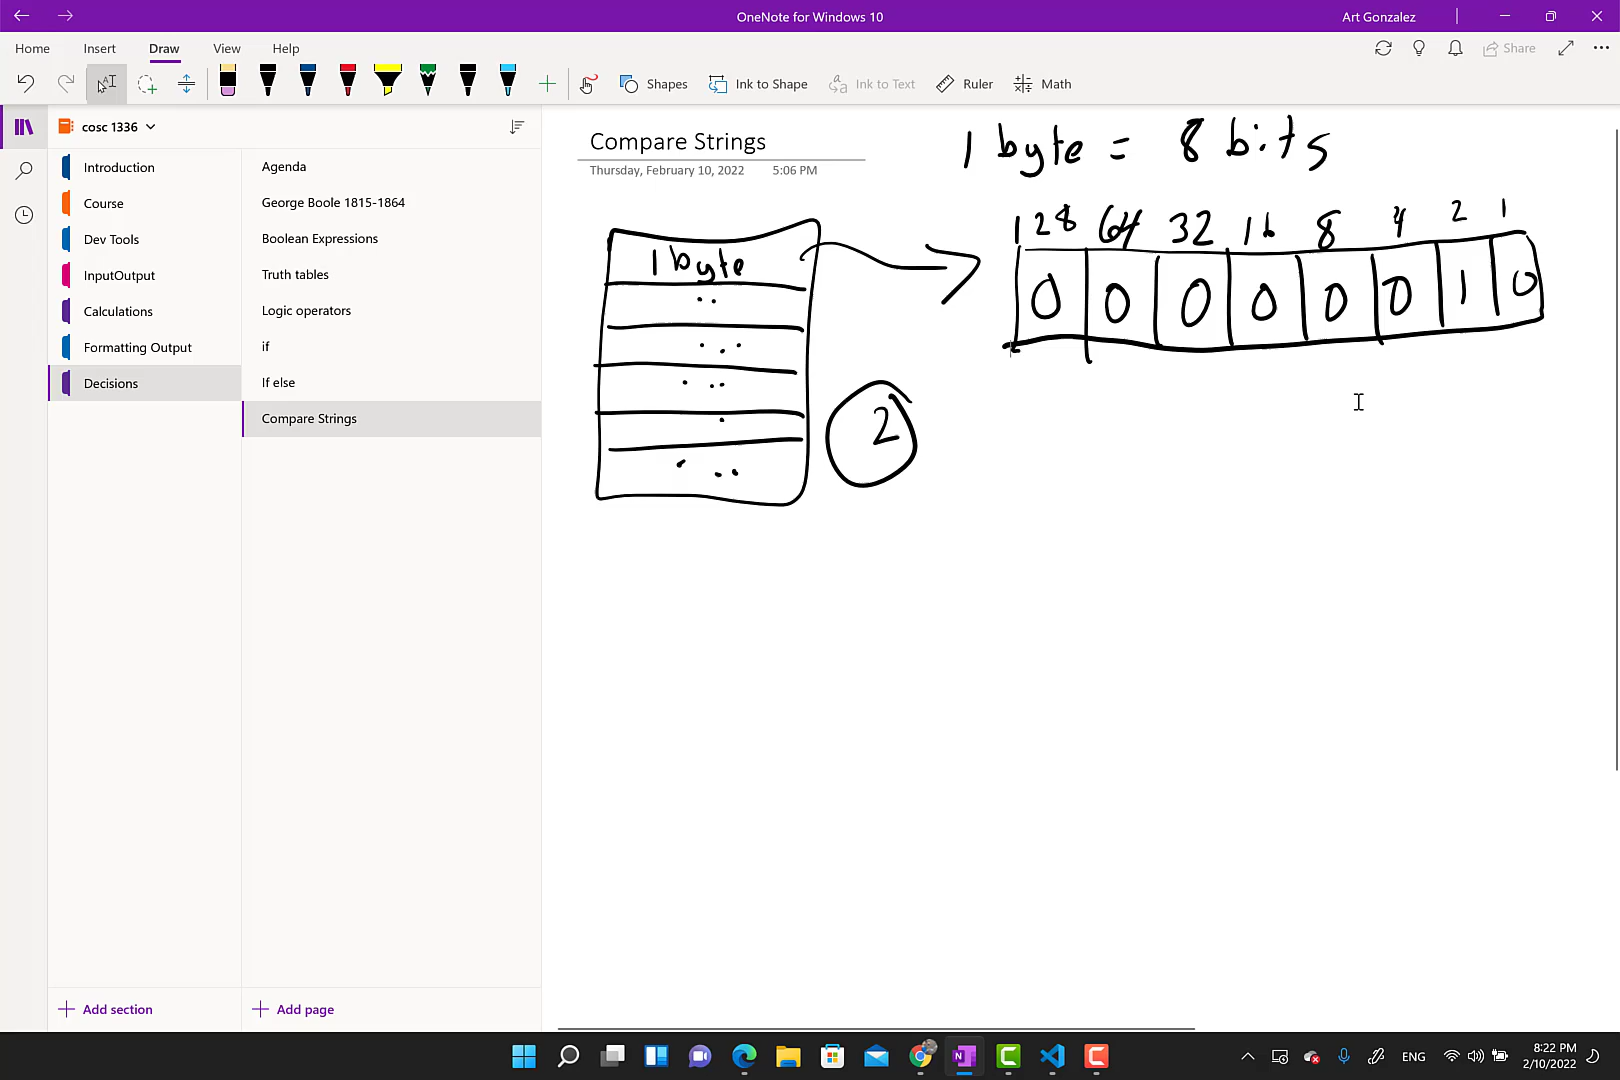 OneNote for Windows 10
Art Gonzalez
Home Insert Draw View Help
Share
Shapes Ink to Shape Ink to Text Ruler Math
cosc 1336
Introduction
Course
Dev Tools
InputOutput
Calculations
Formatting Output
Decisions
Add section
Agenda
George Boole 1815-1864
Boolean Expressions
Truth tables
Logic operators
if
If else
Compare Strings
Add page
Compare Strings
Thursday, February 10, 2022 5:06 PM
1 byte = 8 bits
128 64 32 16 8 4 2 1
0 0 0 0 0 0 1 0
1 byte
2
ENG
8:22 PM
2/10/2022